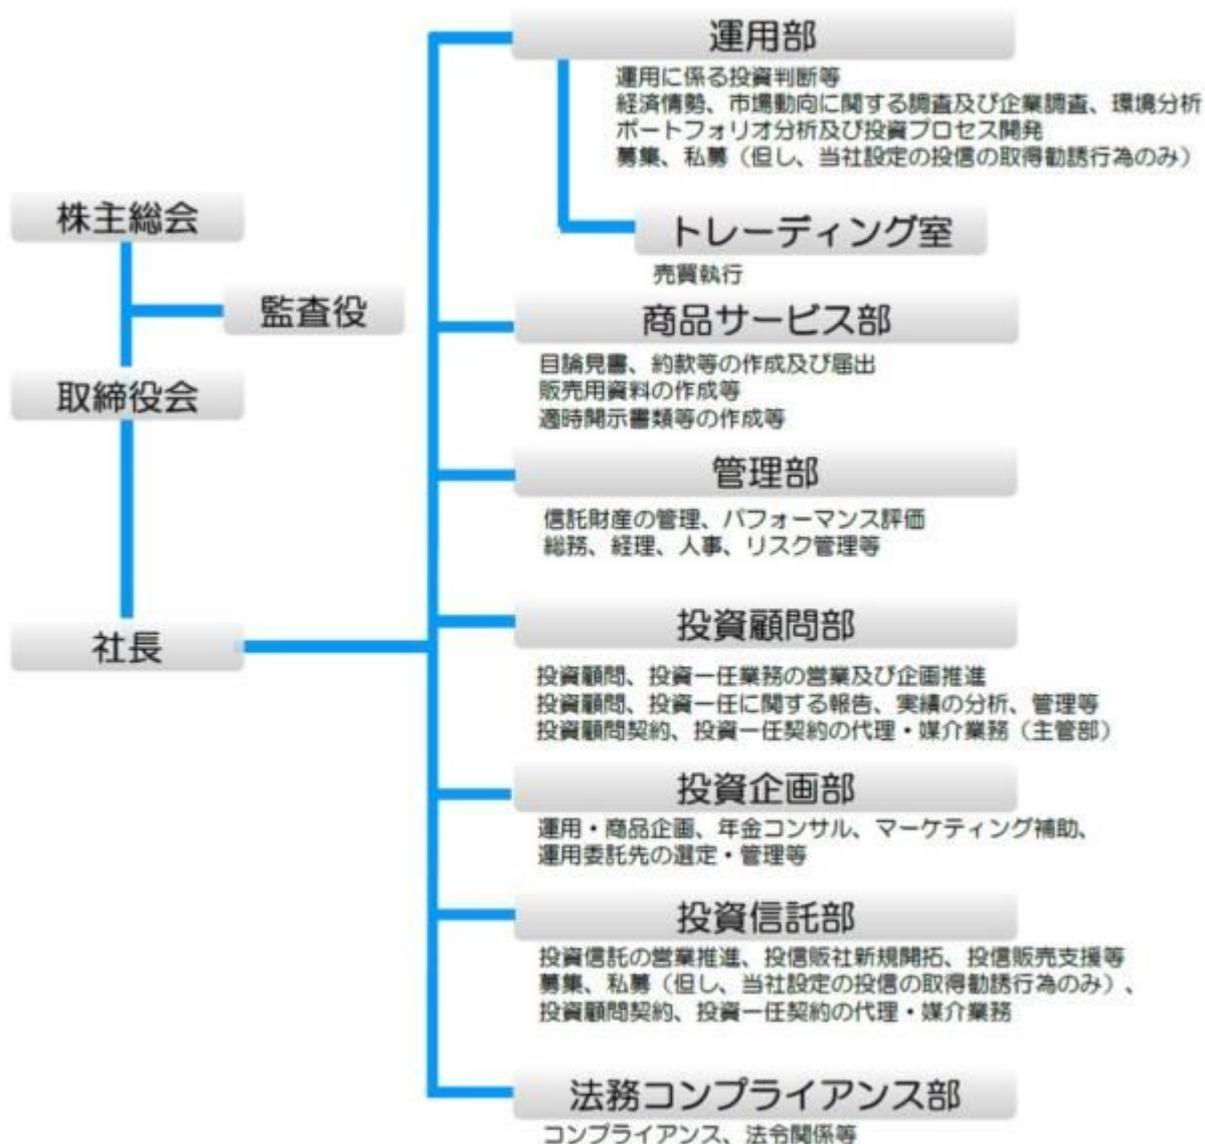 株主総会
監査役
取締役会
社長
運用部
運用に係る投資判断等
経済情勢、市場動向に関する調査及び企業調査、環境分析
ポートフォリオ分析及び投資プロセス開発
募集、私募（但し、当社設定の投信の取得勧誘行為のみ）
トレーディング室
売買執行
商品サービス部
目論見書、約款等の作成及び届出
販売用資料の作成等
適時開示書類等の作成等
管理部
信託財産の管理、パフォーマンス評価
総務、経理、人事、リスク管理等
投資顧問部
投資顧問、投資一任業務の営業及び企画推進
投資顧問、投資一任に関する報告、実績の分析、管理等
投資顧問契約、投資一任契約の代理・媒介業務（主管部）
投資企画部
運用・商品企画、年金コンサル、マーケティング補助、
運用委託先の選定・管理等
投資信託部
投資信託の営業推進、投信販社新規開拓、投信販売支援等
募集、私募（但し、当社設定の投信の取得勧誘行為のみ）、
投資顧問契約、投資一任契約の代理・媒介業務
法務コンプライアンス部
コンプライアンス、法令関係等